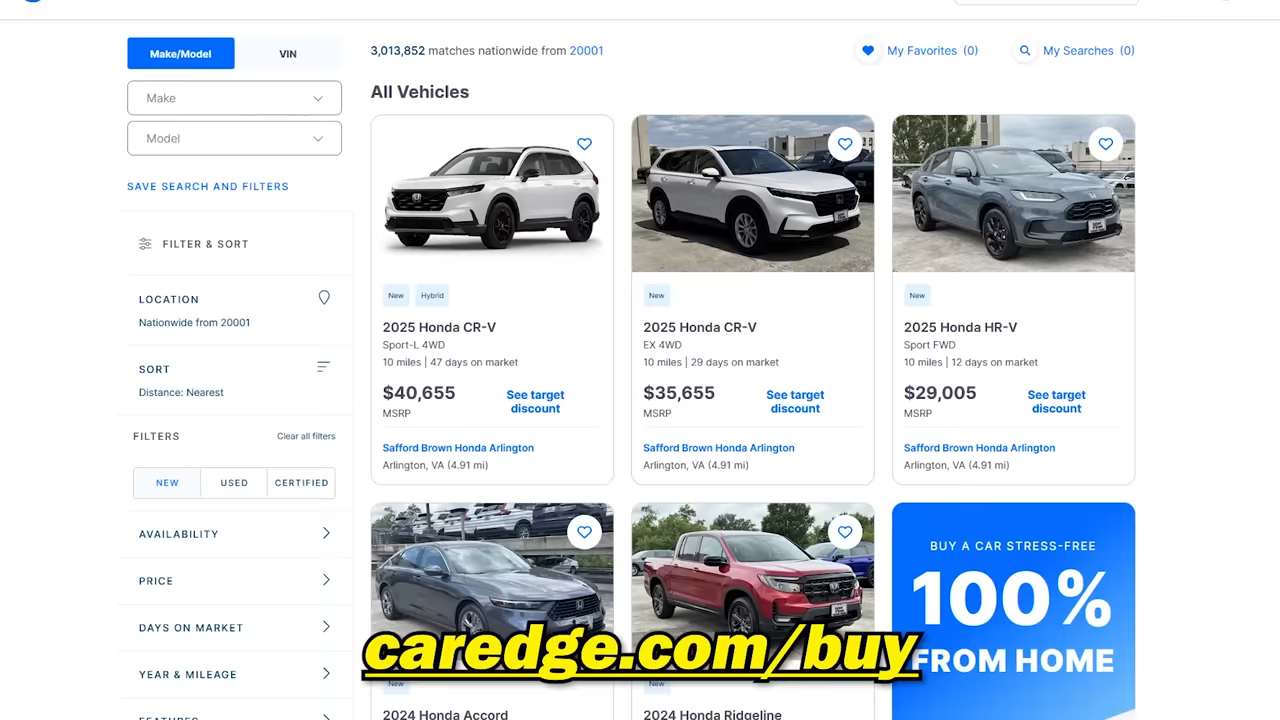 Make/Model
VIN
3,013,852 matches nationwide from 20001
My Favorites (0)
My Searches (0)
Make
Model
SAVE SEARCH AND FILTERS
FILTER & SORT
LOCATION
Nationwide from 20001
SORT
Distance: Nearest
FILTERS
Clear all filters
NEW
USED
CERTIFIED
AVAILABILITY
PRICE
DAYS ON MARKET
YEAR & MILEAGE
FEATURES
All Vehicles
New
Hybrid
2025 Honda CR-V
Sport-L 4WD
10 miles | 47 days on market
$40,655
MSRP
See target
discount
Safford Brown Honda Arlington
Arlington, VA (4.91 mi)
New
2025 Honda CR-V
EX 4WD
10 miles | 29 days on market
$35,655
MSRP
See target
discount
Safford Brown Honda Arlington
Arlington, VA (4.91 mi)
New
2025 Honda HR-V
Sport FWD
10 miles | 12 days on market
$29,005
MSRP
See target
discount
Safford Brown Honda Arlington
Arlington, VA (4.91 mi)
New
2024 Honda Accord
New
2024 Honda Ridgeline
BUY A CAR STRESS-FREE
100%
FROM HOME
caredge.com/buy